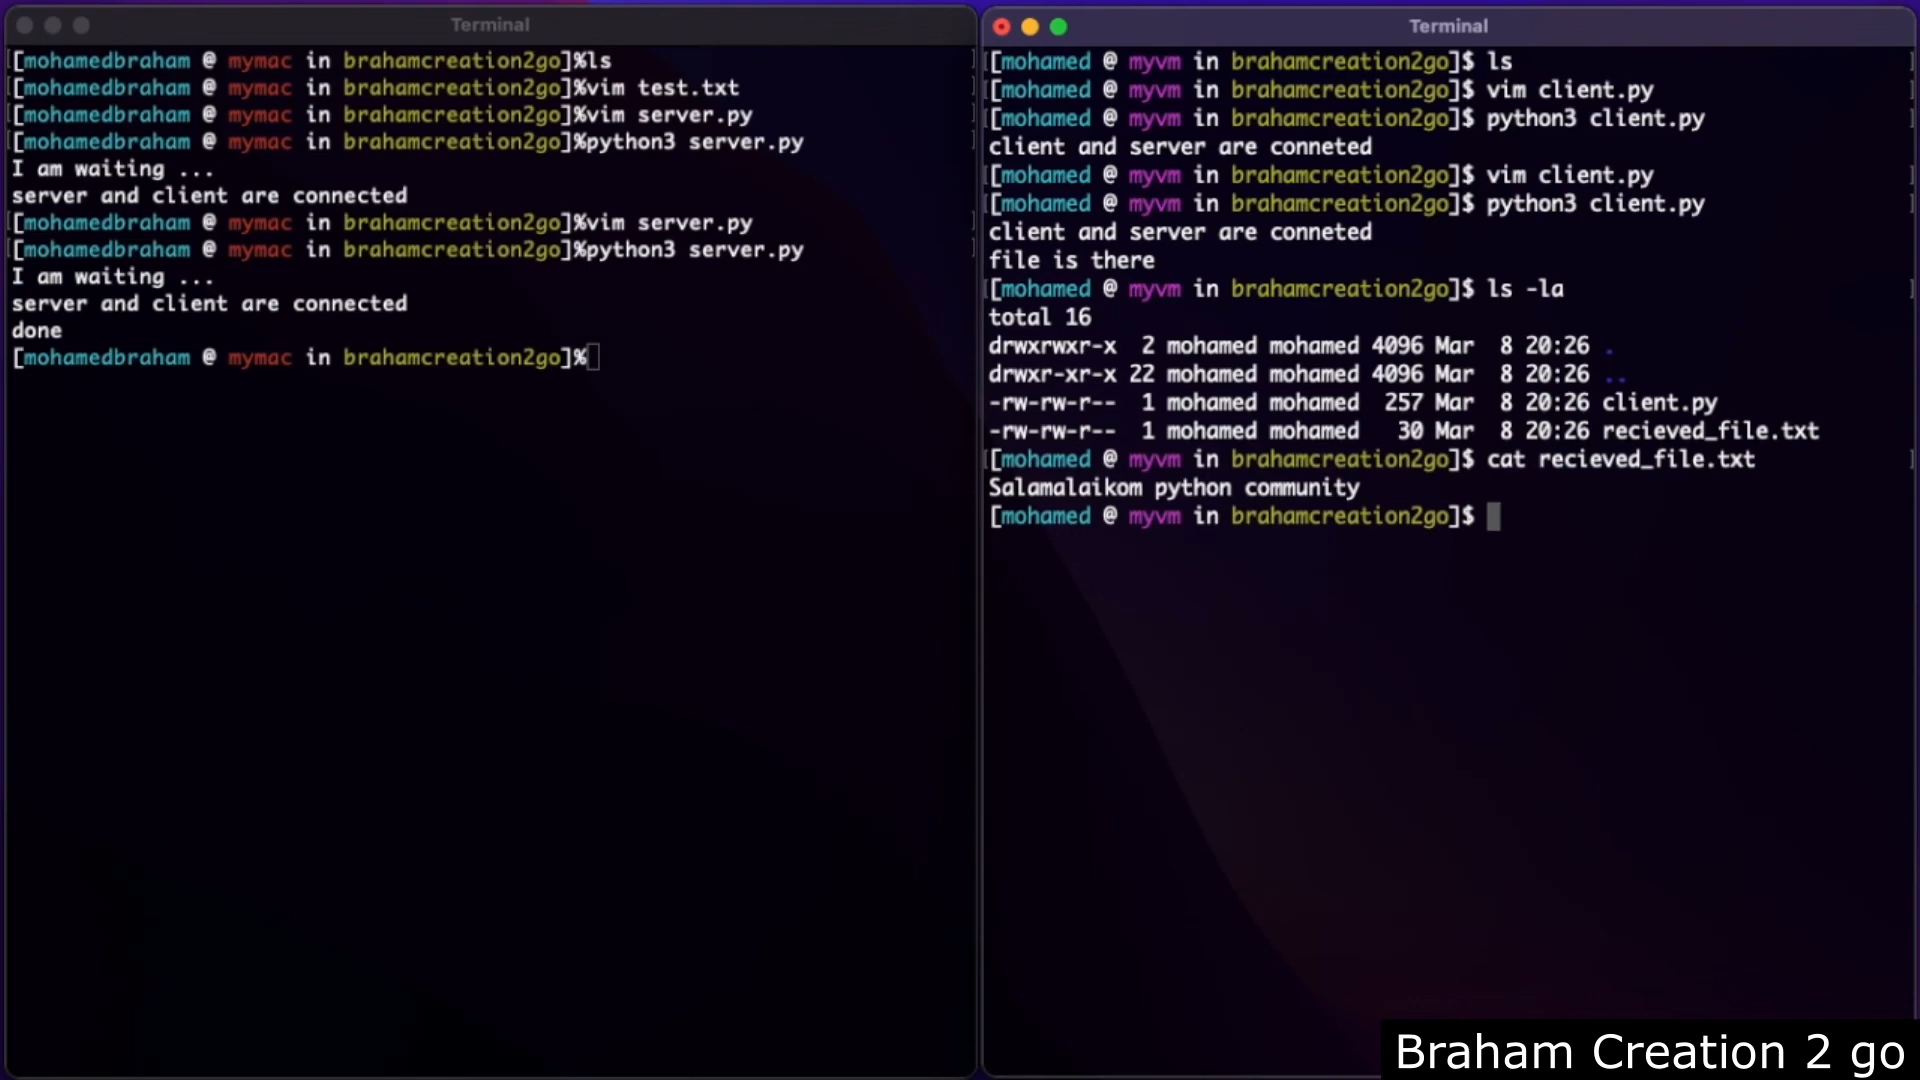 Terminal
[mohamedbraham @ mymac in brahamcreation2go]%ls
[mohamedbraham @ mymac in brahamcreation2go]%vim test.txt
[mohamedbraham @ mymac in brahamcreation2go]%vim server.py
[mohamedbraham @ mymac in brahamcreation2go]%python3 server.py
I am waiting ...
server and client are connected
[mohamedbraham @ mymac in brahamcreation2go]%vim server.py
[mohamedbraham @ mymac in brahamcreation2go]%python3 server.py
I am waiting ...
server and client are connected
done
[mohamedbraham @ mymac in brahamcreation2go]%
Terminal
[mohamed @ myvm in brahamcreation2go]$ ls
[mohamed @ myvm in brahamcreation2go]$ vim client.py
[mohamed @ myvm in brahamcreation2go]$ python3 client.py
client and server are conneted
[mohamed @ myvm in brahamcreation2go]$ vim client.py
[mohamed @ myvm in brahamcreation2go]$ python3 client.py
client and server are conneted
file is there
[mohamed @ myvm in brahamcreation2go]$ ls -la
total 16
drwxrwxr-x  2 mohamed mohamed 4096 Mar  8 20:26 .
drwxr-xr-x 22 mohamed mohamed 4096 Mar  8 20:26 ..
-rw-rw-r--  1 mohamed mohamed  257 Mar  8 20:26 client.py
-rw-rw-r--  1 mohamed mohamed   30 Mar  8 20:26 recieved_file.txt
[mohamed @ myvm in brahamcreation2go]$ cat recieved_file.txt
Salamalaikom python community
[mohamed @ myvm in brahamcreation2go]$
Braham Creation 2 go